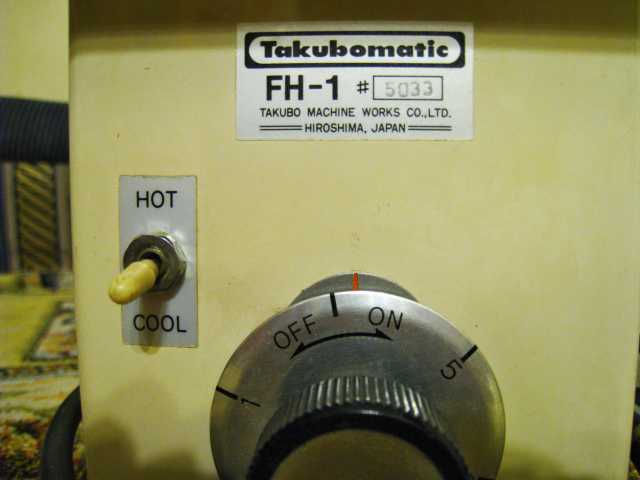 Takubomatic
FH-1 # 5033
TAKUBO MACHINE WORKS CO.,LTD.
HIROSHIMA, JAPAN
HOT
COOL
OFF ON
1 5